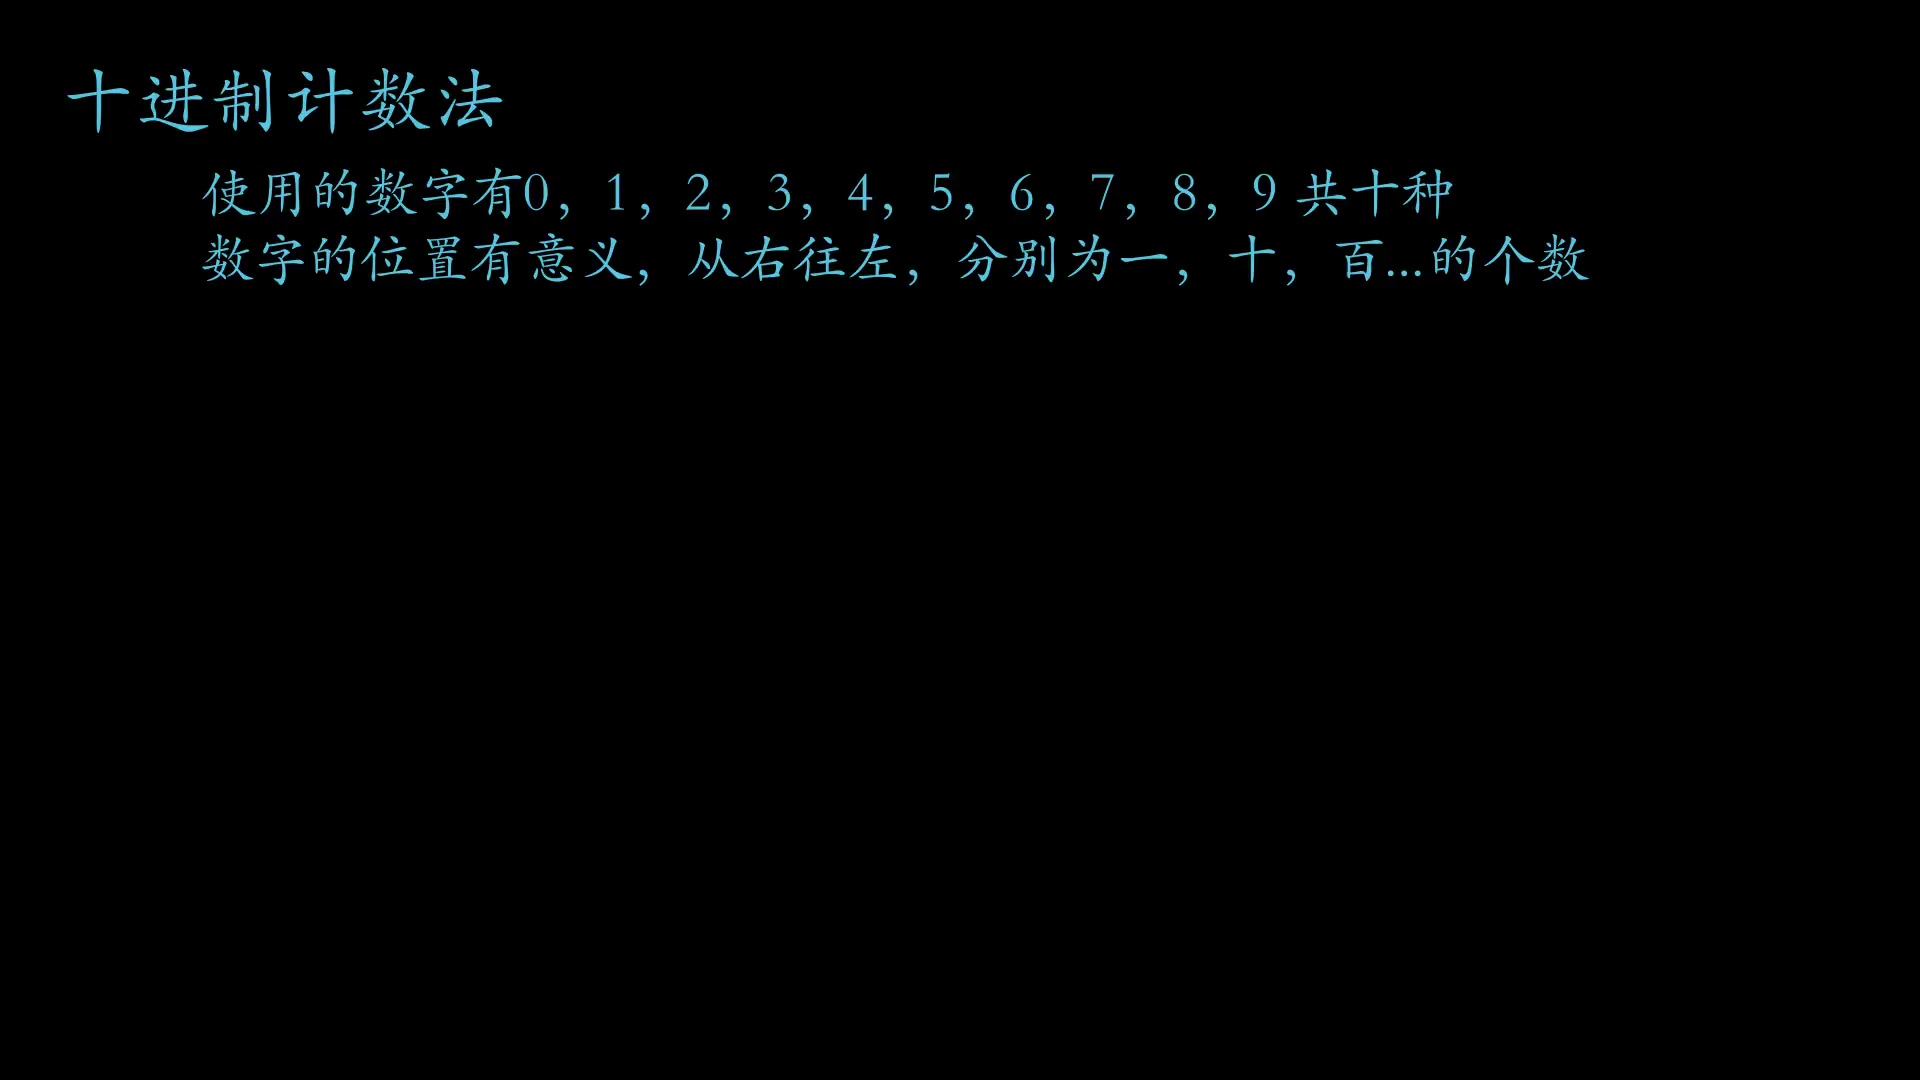 十进制计数法
使用的数字有0，1，2，3，4，5，6，7，8，9 共十种
数字的位置有意义，从右往左，分别为一，十，百...的个数